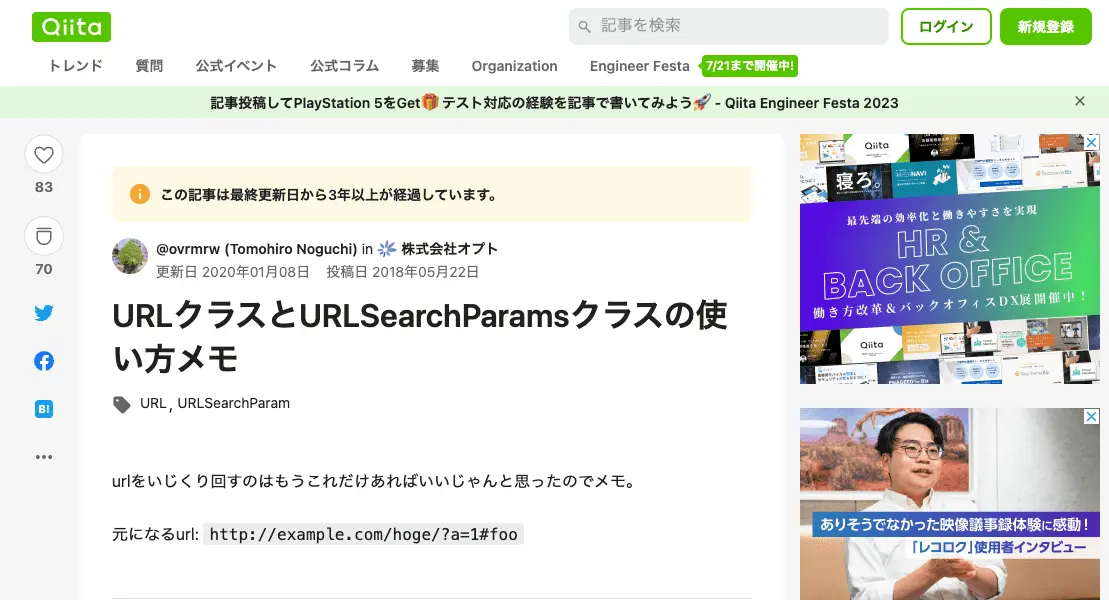 Qiita
記事を検索
ログイン
新規登録
トレンド
質問
公式イベント
公式コラム
募集
Organization
Engineer Festa
7/21まで開催中!
記事投稿してPlayStation 5をGet🎁テスト対応の経験を記事で書いてみよう🚀 - Qiita Engineer Festa 2023
83
70
B!
この記事は最終更新日から3年以上が経過しています。
@ovrmrw (Tomohiro Noguchi) in 株式会社オプト
更新日 2020年01月08日 投稿日 2018年05月22日
URLクラスとURLSearchParamsクラスの使
い方メモ
URL, URLSearchParam
urlをいじくり回すのはもうこれだけあればいいじゃんと思ったのでメモ。
元になるurl: http://example.com/hoge/?a=1#foo
Qiita
寝ろ。
最先端の効率化と働きやすさを実現
HR &
BACK OFFICE
働き方改革&バックオフィスDX展開催中!
Qiita
ありそうでなかった映像議事録体験に感動!
「レコロク」使用者インタビュー